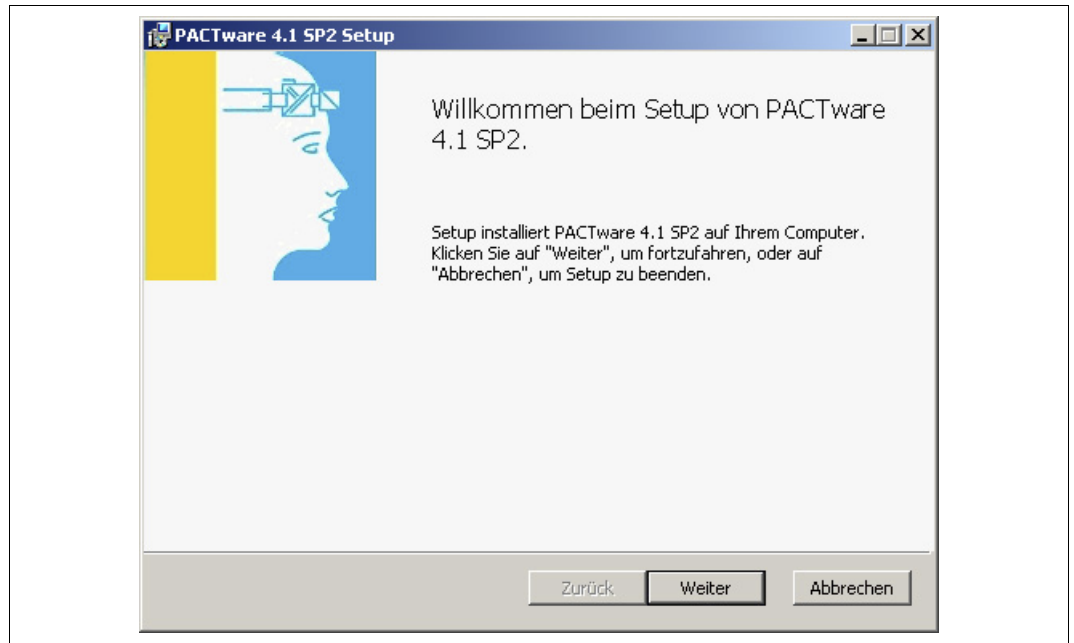 PACTware 4.1 SP2 Setup
Willkommen beim Setup von PACTware
4.1 SP2.
Setup installiert PACTware 4.1 SP2 auf Ihrem Computer.
Klicken Sie auf "Weiter", um fortzufahren, oder auf
"Abbrechen", um Setup zu beenden.
Zurück
Weiter
Abbrechen